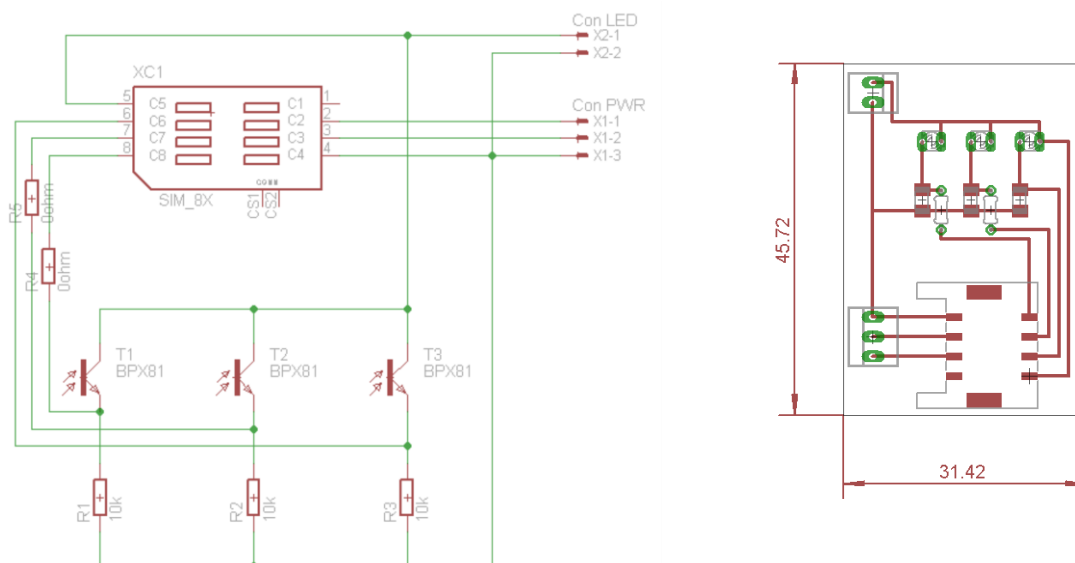 Con LED
X2-1
X2-2
XC1
5
C5
C1
1
Con PWR
6
C6
C2
2
X1-1
7
C7
C3
3
X1-2
8
C8
C4
4
X1-3
SIM_8X
CS1
CS2
R5
0ohm
R4
0ohm
T1
BPX81
T2
BPX81
T3
BPX81
R1
10k
R2
10k
R3
10k
45.72
31.42